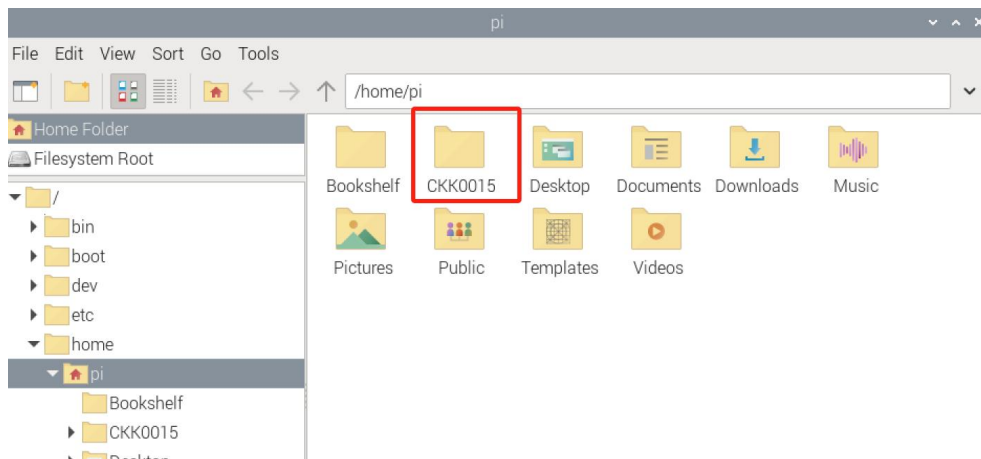 pi
File Edit View Sort Go Tools
/home/pi
Home Folder
Filesystem Root
/
bin
boot
dev
etc
home
pi
Bookshelf
CKK0015
Desktop
Bookshelf CKK0015 Desktop Documents Downloads Music
Pictures Public Templates Videos